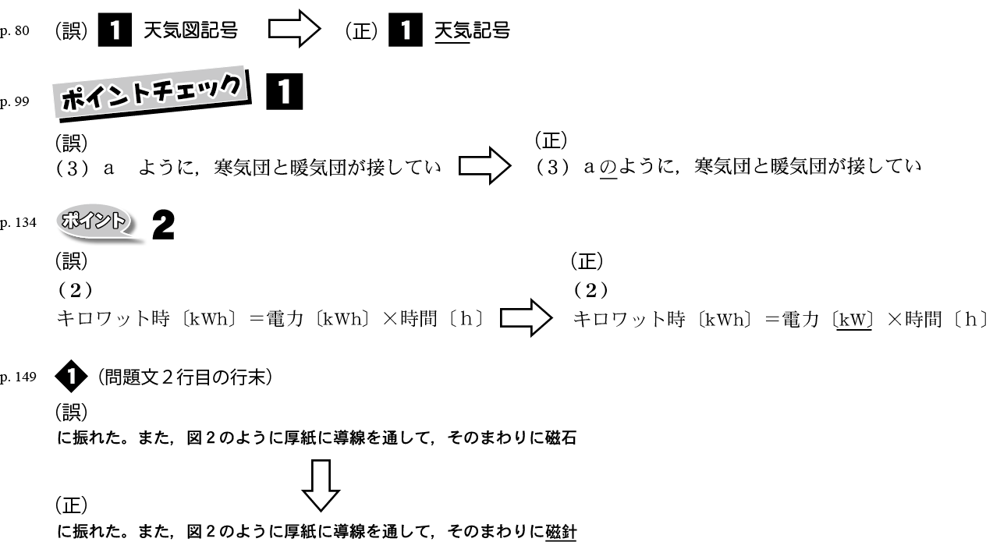 p. 80 （誤） 1 天気図記号 （正） 1 天気記号
p. 99 ポイントチェック 1
（誤） （正）
（３）ａ　ように，寒気団と暖気団が接してい （３）ａのように，寒気団と暖気団が接してい
p. 134 ポイント 2
（誤） （正）
（２） （２）
キロワット時〔kWh〕＝電力〔kWh〕×時間〔ｈ〕 キロワット時〔kWh〕＝電力〔kW〕×時間〔ｈ〕
p. 149 1 （問題文２行目の行末）
（誤）
に振れた。また，図２のように厚紙に導線を通して，そのまわりに磁石
（正）
に振れた。また，図２のように厚紙に導線を通して，そのまわりに磁針